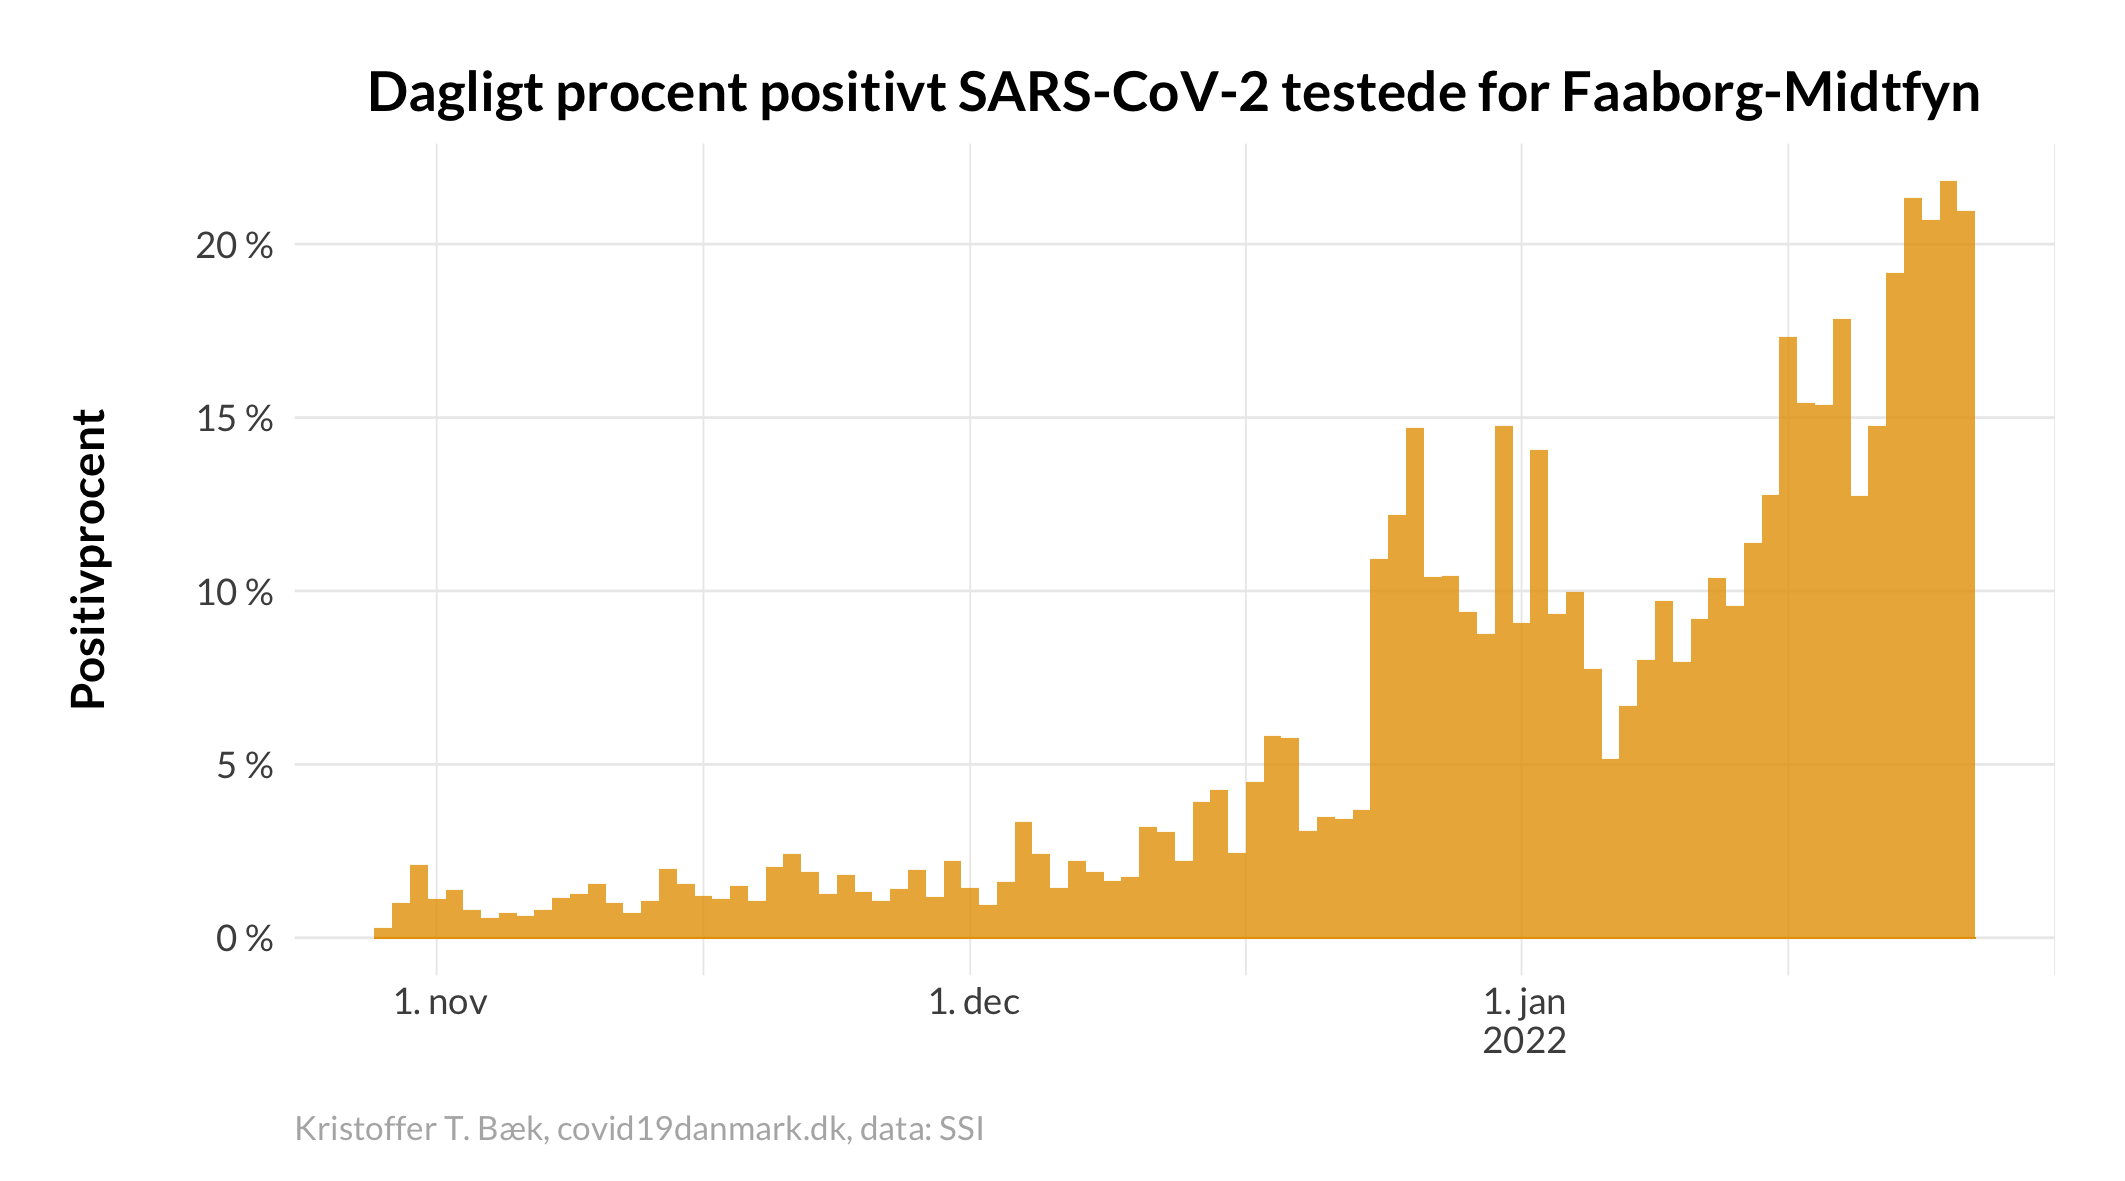 Dagligt procent positivt SARS-CoV-2 testede for Faaborg-Midtfyn
Positivprocent
20 %
15 %
10 %
5 %
0 %
1. nov
1. dec
1. jan
2022
Kristoffer T. Bæk, covid19danmark.dk, data: SSI